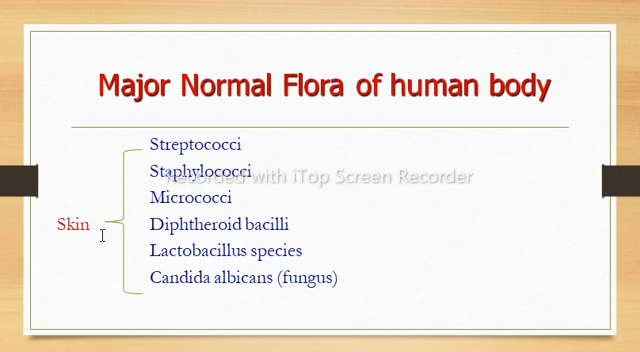 Major Normal Flora of human body
Streptococci
Staphylococci
Recorded with iTop Screen Recorder
Micrococci
Skin
Diphtheroid bacilli
Lactobacillus species
Candida albicans (fungus)